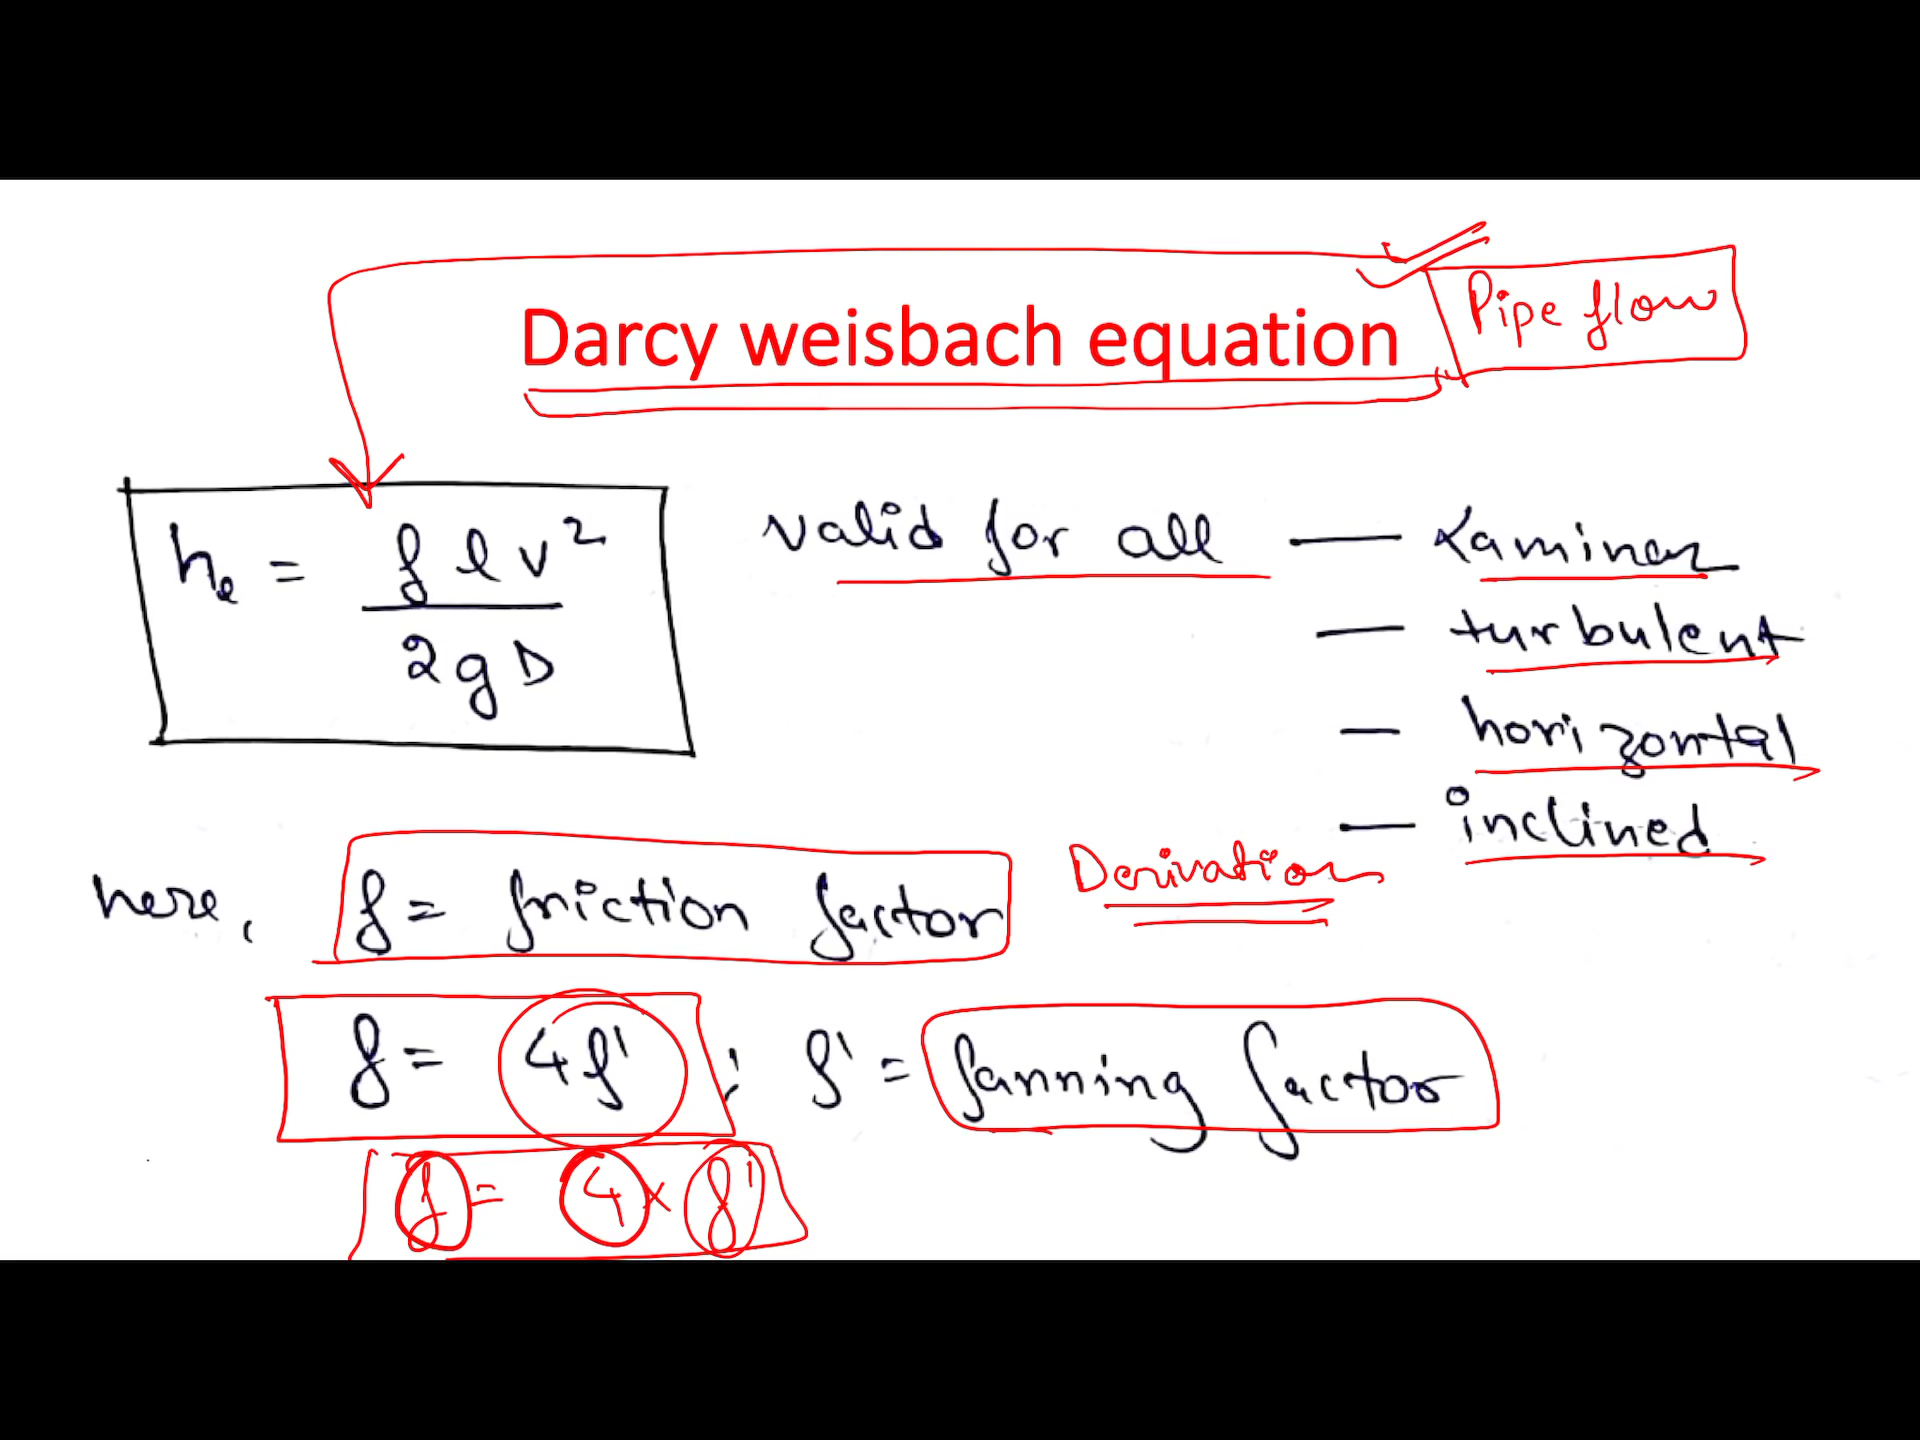 Pipe flow
Darcy weisbach equation
hₑ = f l v² / 2gD
valid for all — Laminar
— turbulent
— horizontal
— inclined
Derivation
here, f = friction factor
f = 4f' ; f' = fanning factor
f = 4 × f'